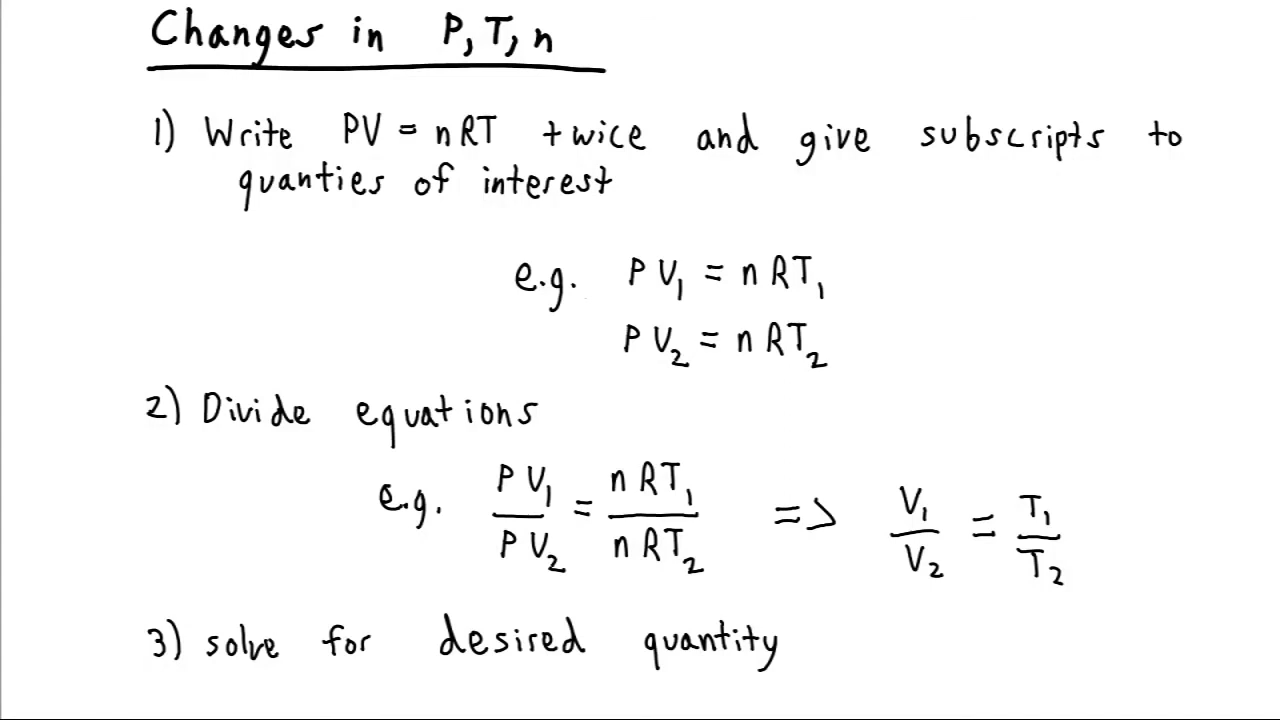 Changes in P, T, n
1) Write PV = nRT twice and give subscripts to
quanties of interest
e.g. PV₁ = nRT₁
PV₂ = nRT₂
2) Divide equations
e.g. PV₁/PV₂ = nRT₁/nRT₂ => V₁/V₂ = T₁/T₂
3) solve for desired quantity